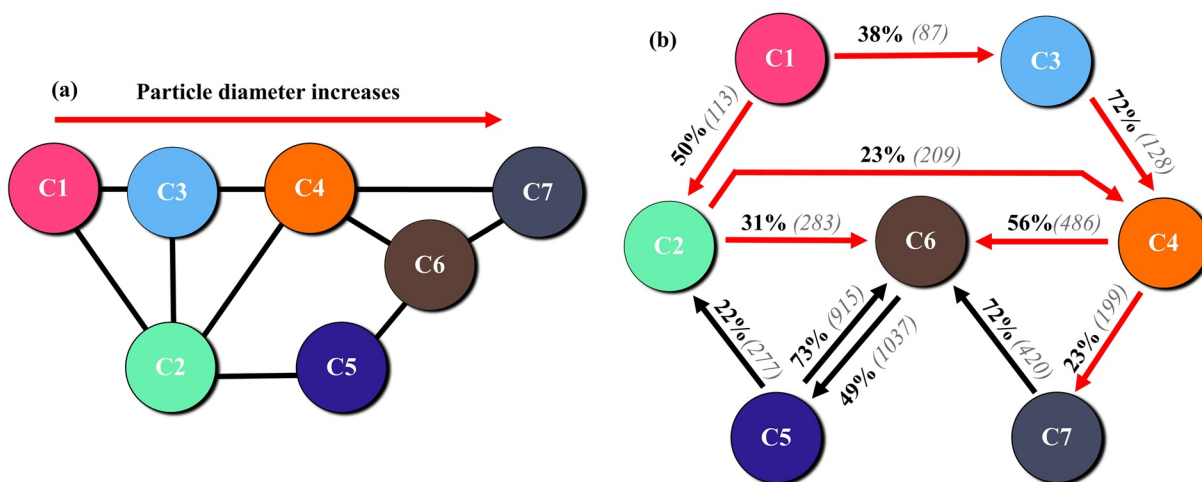 (a)
Particle diameter increases
C1
C3
C4
C7
C6
C2
C5
(b)
C1
38% (87)
C3
50% (113)
72% (128)
23% (209)
C2
31% (283)
C6
56%(486)
C4
22% (277)
73% (915)
49% (1037)
72% (420)
23% (199)
C5
C7